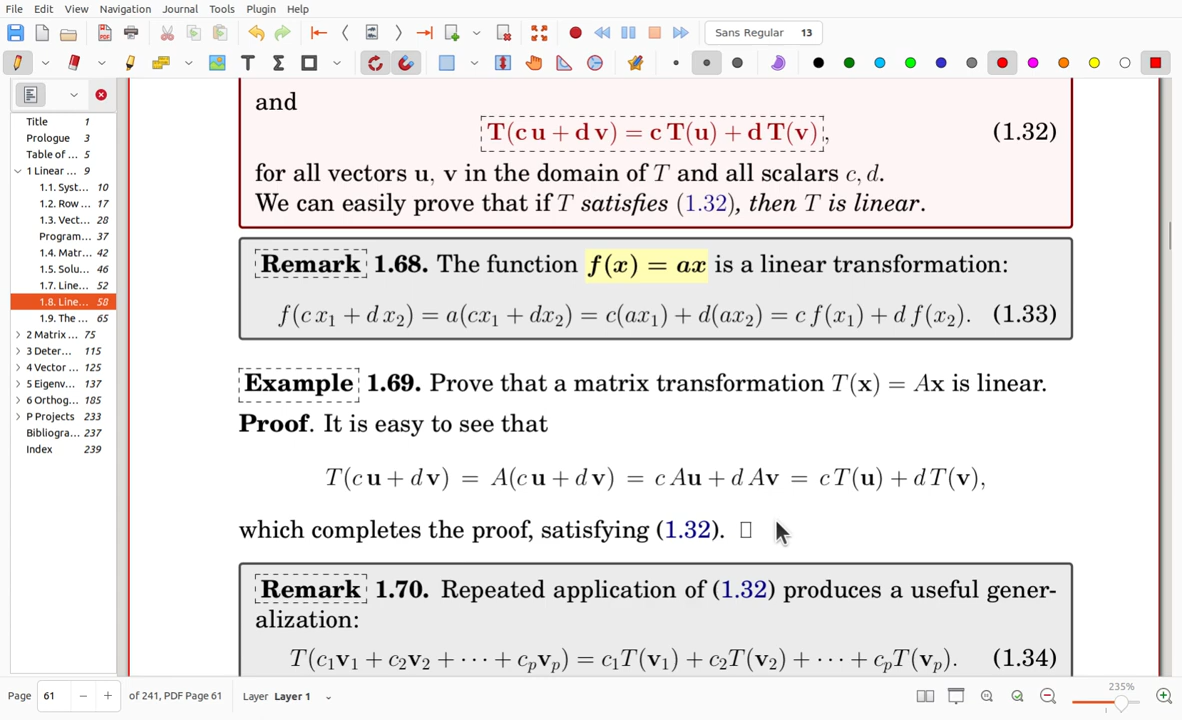 File Edit View Navigation Journal Tools Plugin Help
Sans Regular 13
Title 1
Prologue 3
Table of ... 5
1 Linear ... 9
1.1. Syst... 10
1.2. Row ... 17
1.3. Vect... 28
Program... 37
1.4. Matr... 42
1.5. Solu... 46
1.7. Line... 52
1.8. Line... 58
1.9. The ... 65
2 Matrix ... 75
3 Deter... 115
4 Vector ... 125
5 Eigenv... 137
6 Orthog... 185
P Projects 233
Bibliogra... 237
Index 239
and
T(c u + d v) = c T(u) + d T(v), (1.32)
for all vectors u, v in the domain of T and all scalars c, d.
We can easily prove that if T satisfies (1.32), then T is linear.
Remark 1.68. The function f(x) = ax is a linear transformation:
f(c x₁ + d x₂) = a(cx₁ + dx₂) = c(ax₁) + d(ax₂) = c f(x₁) + d f(x₂). (1.33)
Example 1.69. Prove that a matrix transformation T(x) = Ax is linear.
Proof. It is easy to see that
T(c u + d v) = A(c u + d v) = c Au + d Av = c T(u) + d T(v),
which completes the proof, satisfying (1.32). □
Remark 1.70. Repeated application of (1.32) produces a useful gener-
alization:
T(c₁v₁ + c₂v₂ + ··· + cₚvₚ) = c₁T(v₁) + c₂T(v₂) + ··· + cₚT(vₚ). (1.34)
Page 61 − + of 241, PDF Page 61 Layer Layer 1 235%